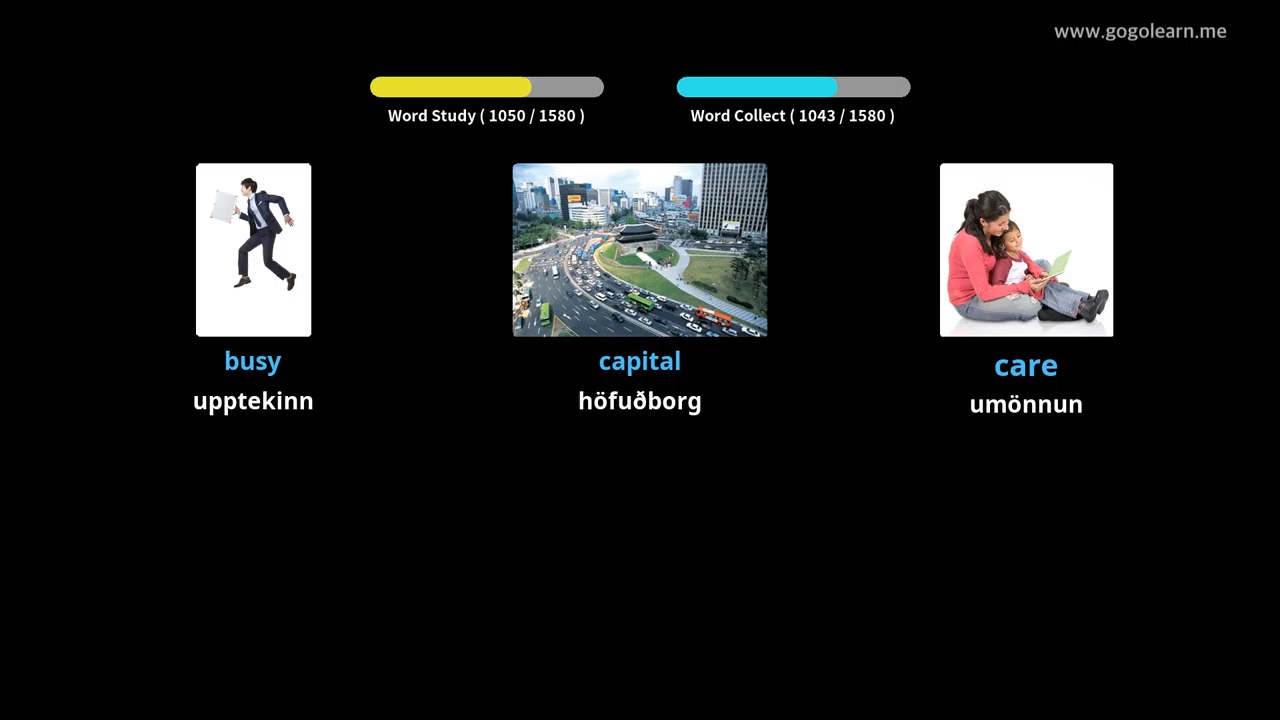 www.gogolearn.me
Word Study ( 1050 / 1580 )
Word Collect ( 1043 / 1580 )
busy
upptekinn
capital
höfuðborg
care
umönnun